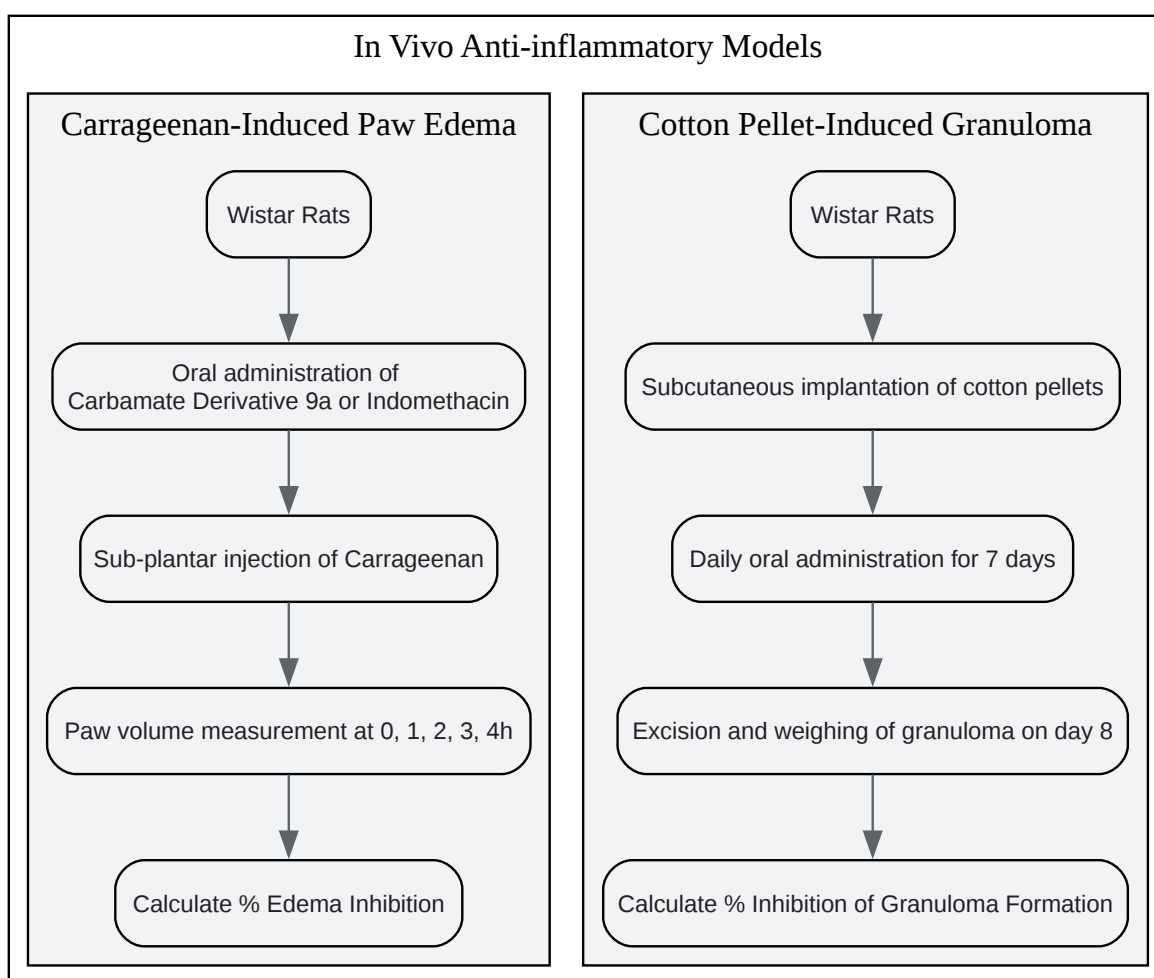 In Vivo Anti-inflammatory Models
Carrageenan-Induced Paw Edema
Wistar Rats
Oral administration of
Carbamate Derivative 9a or Indomethacin
Sub-plantar injection of Carrageenan
Paw volume measurement at 0, 1, 2, 3, 4h
Calculate % Edema Inhibition
Cotton Pellet-Induced Granuloma
Wistar Rats
Subcutaneous implantation of cotton pellets
Daily oral administration for 7 days
Excision and weighing of granuloma on day 8
Calculate % Inhibition of Granuloma Formation